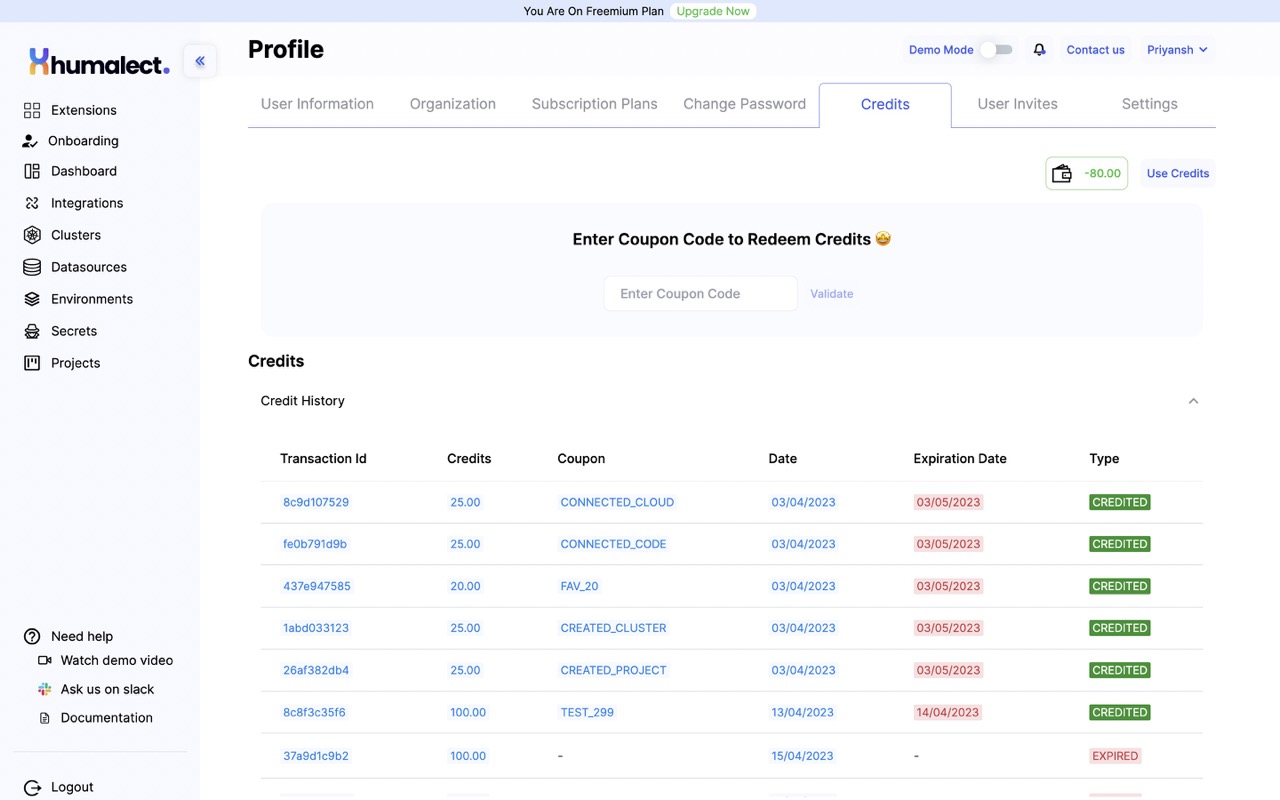 You Are On Freemium Plan Upgrade Now
humalect.
Profile
Demo Mode
Contact us
Priyansh
Extensions
Onboarding
Dashboard
Integrations
Clusters
Datasources
Environments
Secrets
Projects
Need help
Watch demo video
Ask us on slack
Documentation
Logout
User Information Organization Subscription Plans Change Password Credits User Invites Settings
-80.00 Use Credits
Enter Coupon Code to Redeem Credits 🤩
Enter Coupon Code Validate
Credits
Credit History
Transaction Id Credits Coupon Date Expiration Date Type
8c9d107529 25.00 CONNECTED_CLOUD 03/04/2023 03/05/2023 CREDITED
fe0b791d9b 25.00 CONNECTED_CODE 03/04/2023 03/05/2023 CREDITED
437e947585 20.00 FAV_20 03/04/2023 03/05/2023 CREDITED
1abd033123 25.00 CREATED_CLUSTER 03/04/2023 03/05/2023 CREDITED
26af382db4 25.00 CREATED_PROJECT 03/04/2023 03/05/2023 CREDITED
8c8f3c35f6 100.00 TEST_299 13/04/2023 14/04/2023 CREDITED
37a9d1c9b2 100.00 - 15/04/2023 - EXPIRED